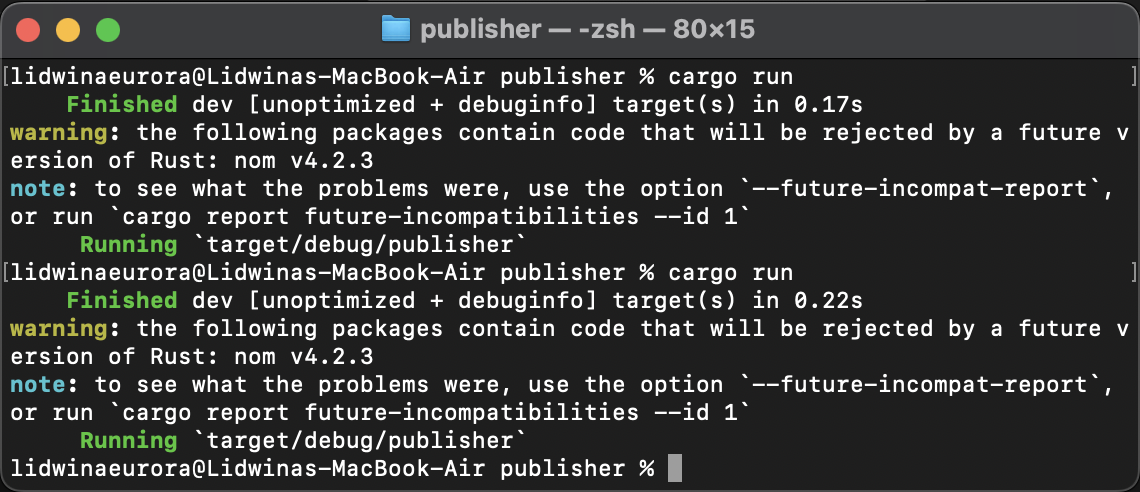 publisher — -zsh — 80×15
[lidwinaeurora@Lidwinas-MacBook-Air publisher % cargo run ]
    Finished dev [unoptimized + debuginfo] target(s) in 0.17s
warning: the following packages contain code that will be rejected by a future v
ersion of Rust: nom v4.2.3
note: to see what the problems were, use the option `--future-incompat-report`,
or run `cargo report future-incompatibilities --id 1`
     Running `target/debug/publisher`
[lidwinaeurora@Lidwinas-MacBook-Air publisher % cargo run ]
    Finished dev [unoptimized + debuginfo] target(s) in 0.22s
warning: the following packages contain code that will be rejected by a future v
ersion of Rust: nom v4.2.3
note: to see what the problems were, use the option `--future-incompat-report`,
or run `cargo report future-incompatibilities --id 1`
     Running `target/debug/publisher`
lidwinaeurora@Lidwinas-MacBook-Air publisher %